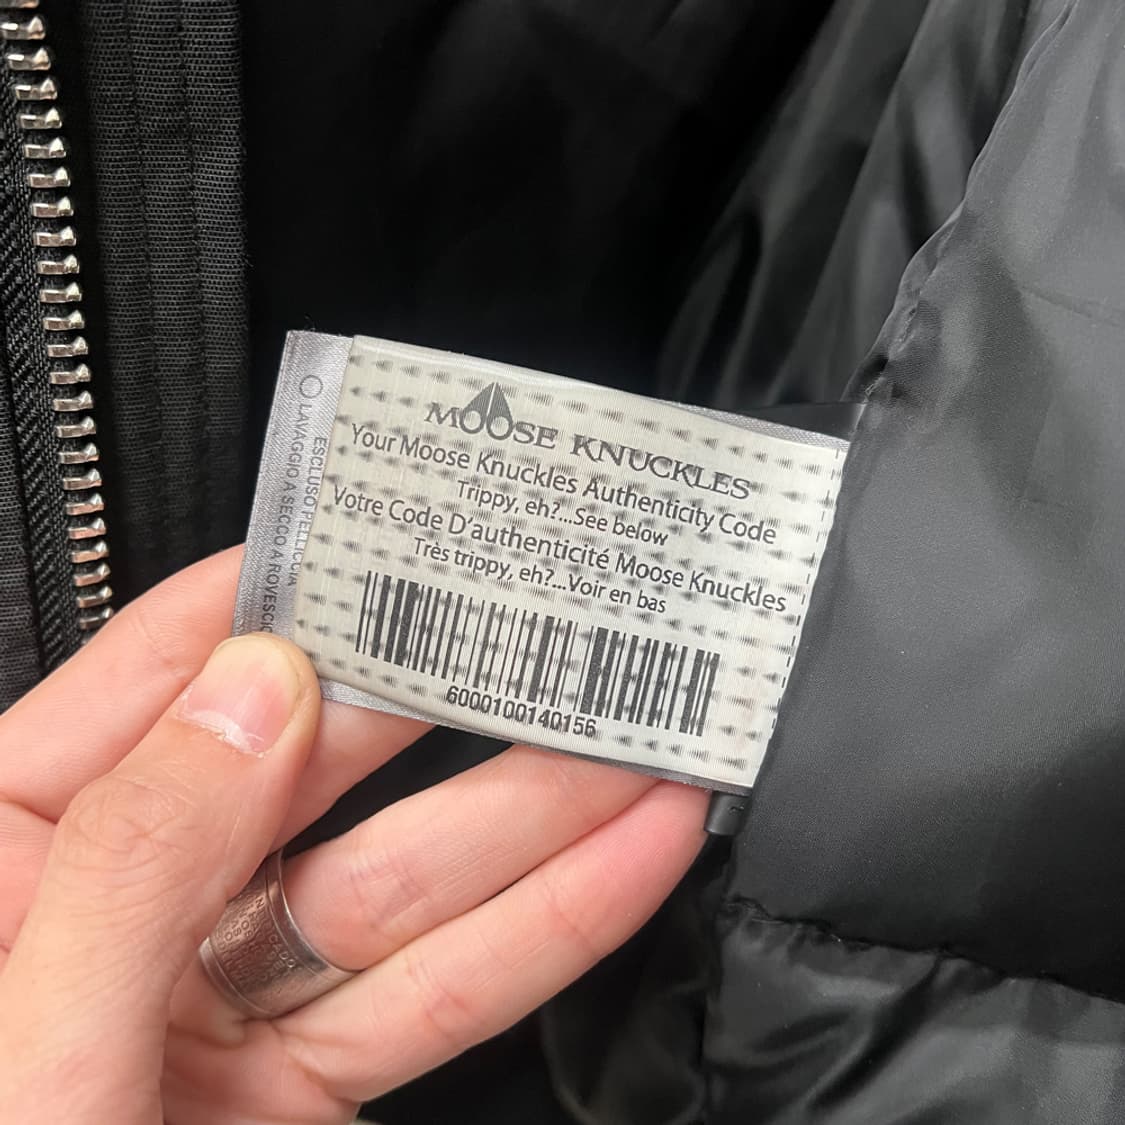 MOOSE KNUCKLES
Your Moose Knuckles Authenticity Code
Trippy, eh?...See below
Votre Code D'authenticité Moose Knuckles
Très trippy, eh?...Voir en bas
6000100140156
LAVAGGIO A SECCO A ROVESCIO
ESCLUSO PELLICCIA